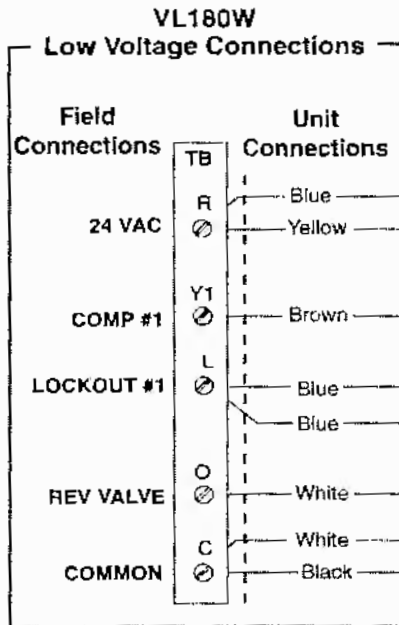 VL180W
Low Voltage Connections
Field Connections
TB
Unit Connections
R
Blue
24 VAC
Yellow
Y1
COMP #1
Brown
L
LOCKOUT #1
Blue
Blue
O
REV VALVE
White
C
White
COMMON
Black